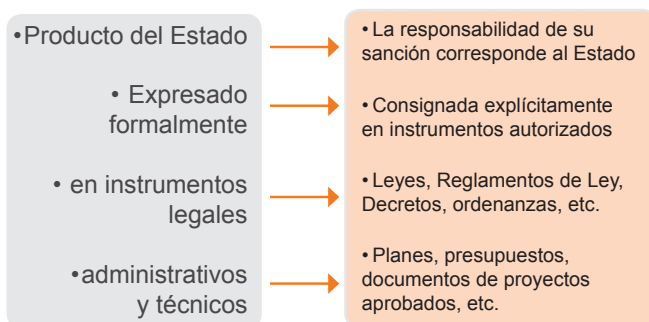 •Producto del Estado
• La responsabilidad de su
sanción corresponde al Estado
• Expresado
formalmente
• Consignada explícitamente
en instrumentos autorizados
• en instrumentos
legales
• Leyes, Reglamentos de Ley,
Decretos, ordenanzas, etc.
•administrativos
y técnicos
• Planes, presupuestos,
documentos de proyectos
aprobados, etc.